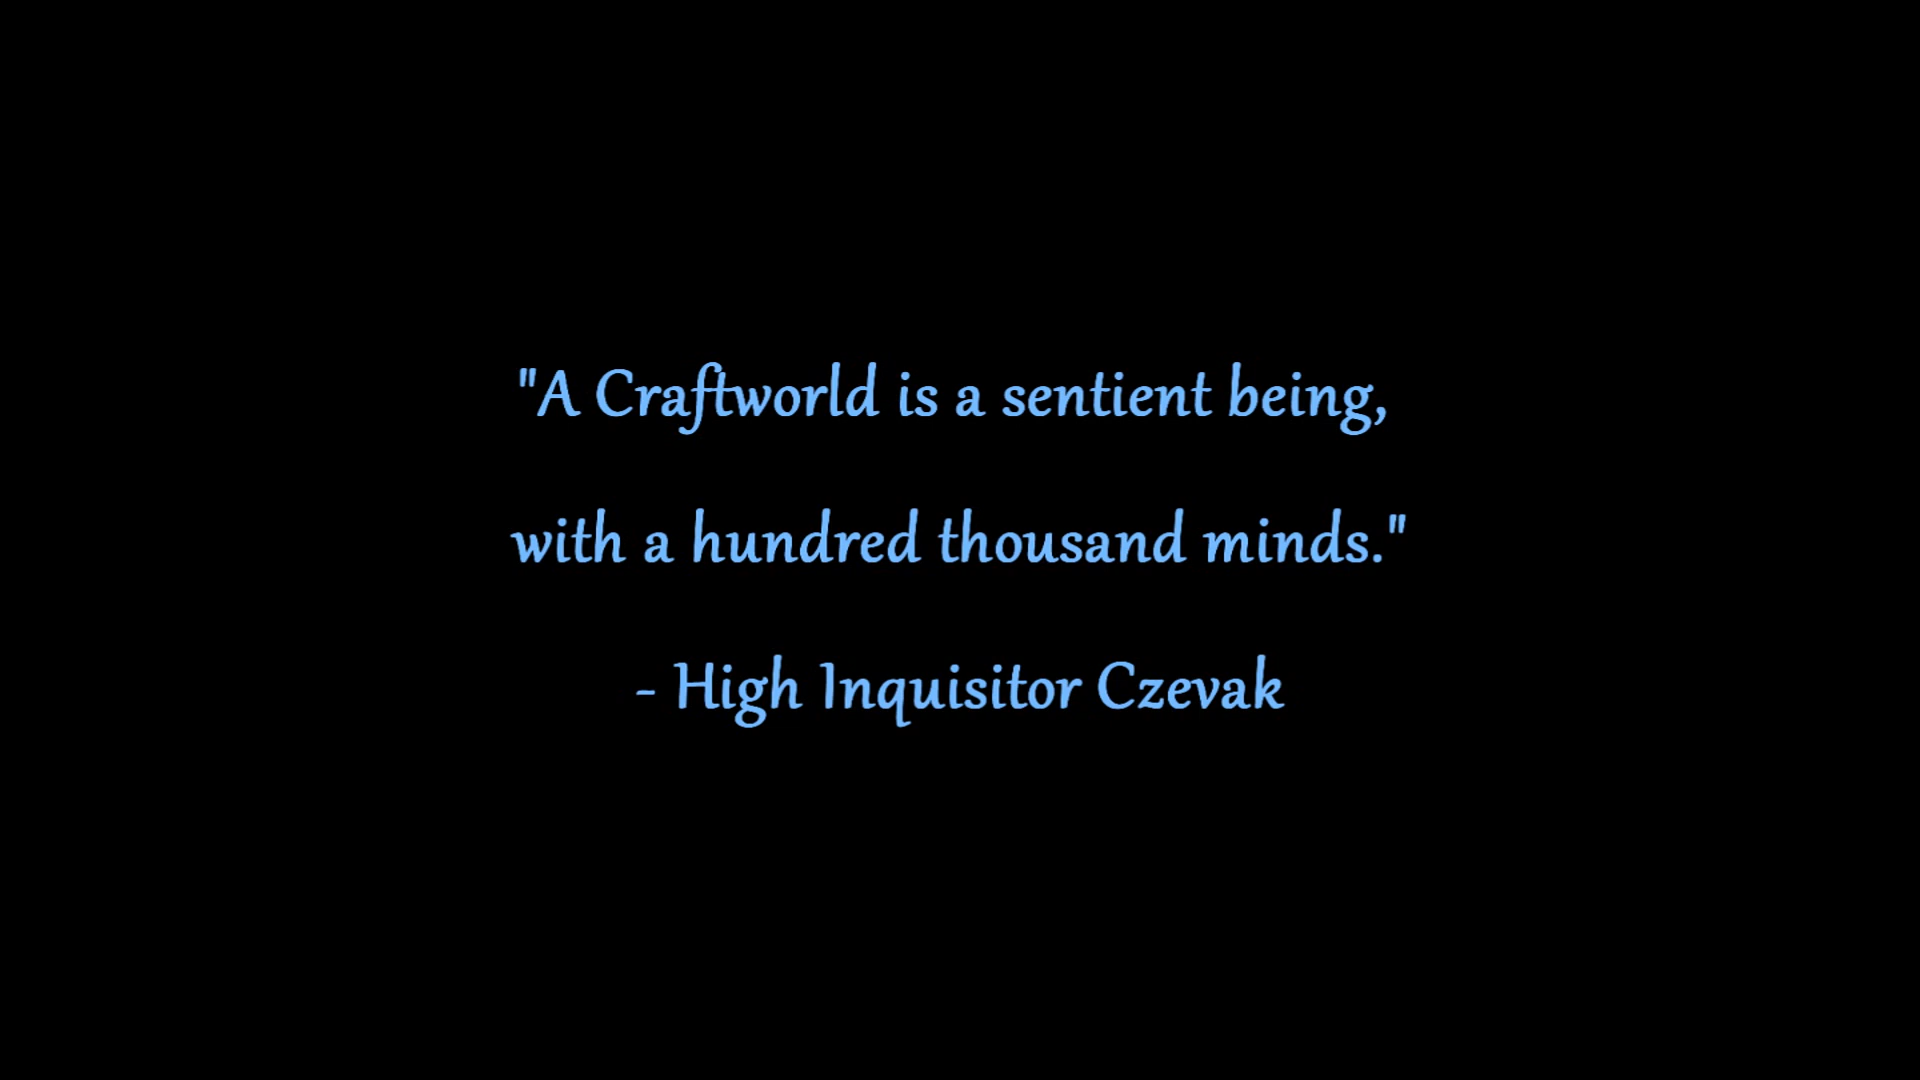 "A Craftworld is a sentient being,
with a hundred thousand minds."
- High Inquisitor Czevak